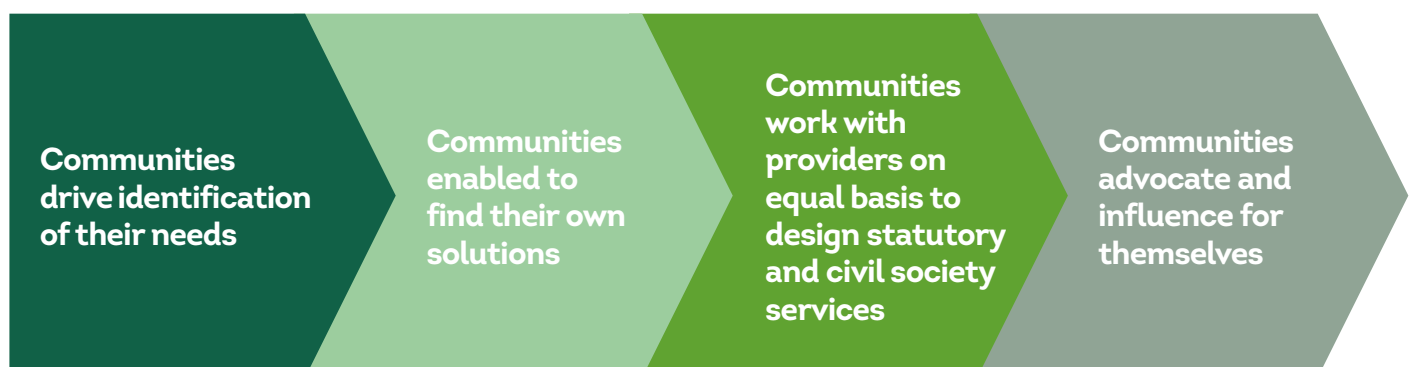 Communities
drive identification
of their needs
Communities
enabled to
find their own
solutions
Communities
work with
providers on
equal basis to
design statutory
and civil society
services
Communities
advocate and
influence for
themselves